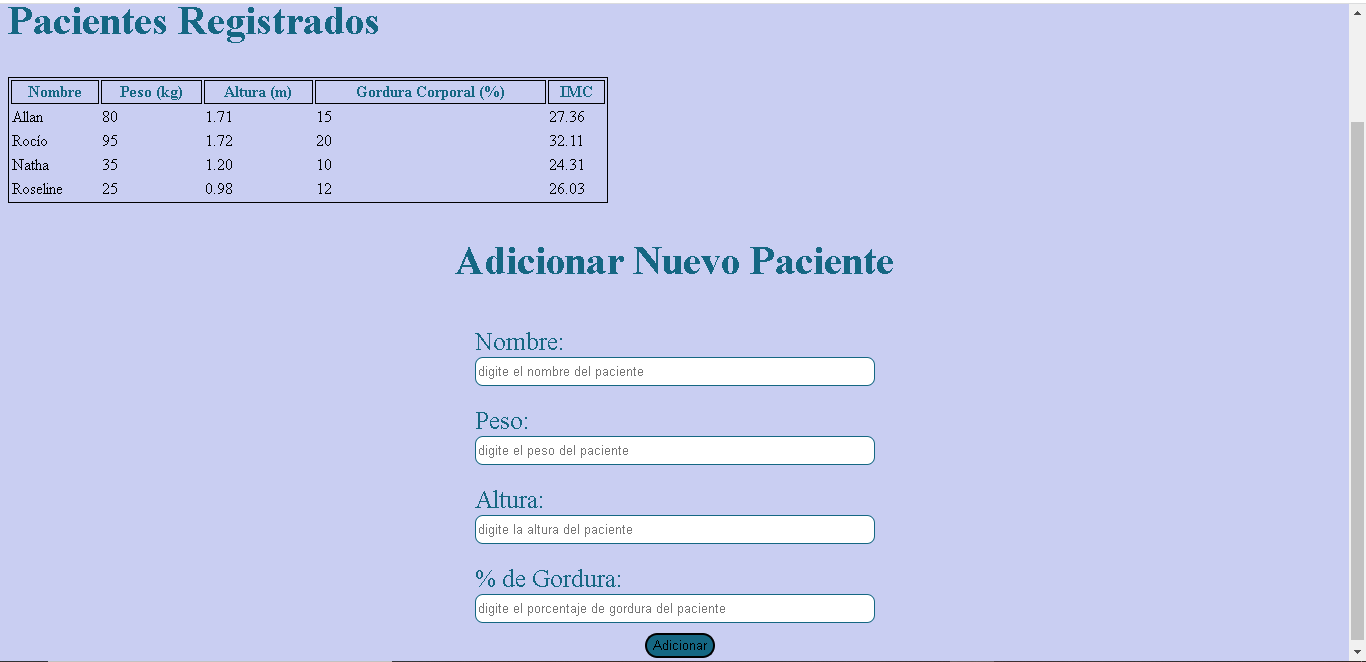 Pacientes Registrados
Nombre Peso (kg) Altura (m) Gordura Corporal (%) IMC
Allan 80 1.71 15 27.36
Rocío 95 1.72 20 32.11
Natha 35 1.20 10 24.31
Roseline 25 0.98 12 26.03
Adicionar Nuevo Paciente
Nombre:
digite el nombre del paciente
Peso:
digite el peso del paciente
Altura:
digite la altura del paciente
% de Gordura:
digite el porcentaje de gordura del paciente
Adicionar